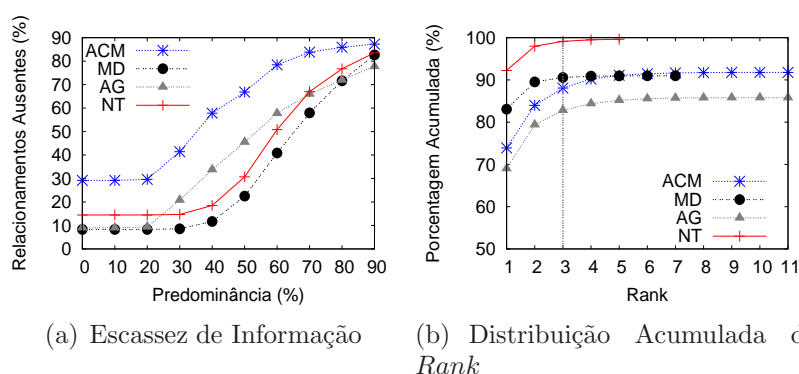 Relacionamentos Ausentes (%)
90
80
70
60
50
40
30
20
10
0
ACM
MD
AG
NT
0 10 20 30 40 50 60 70 80 90
Predominância (%)
(a) Escassez de Informação
Porcentagem Acumulada (%)
100
90
80
70
60
50
ACM
MD
AG
NT
1 2 3 4 5 6 7 8 9 10 11
Rank
(b) Distribuição Acumulada d
Rank